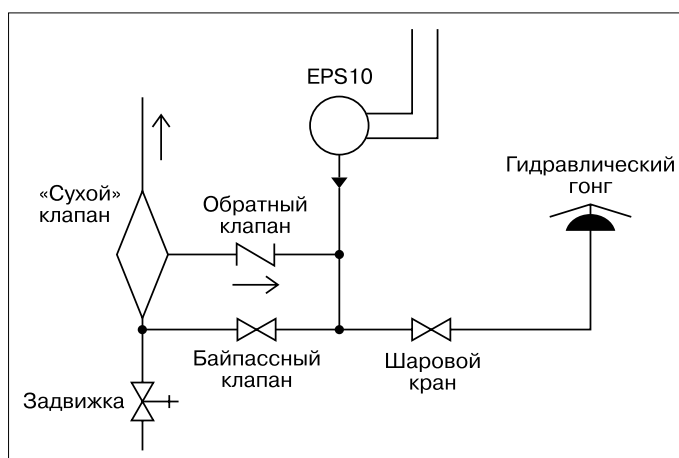 EPS10
Гидравлический
гонг
«Сухой»
клапан
Обратный
клапан
Байпассный
клапан
Шаровой
кран
Задвижка